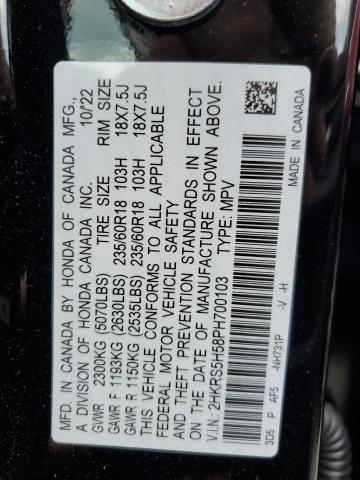 MFD. IN CANADA BY HONDA OF CANADA MFG.,
A DIVISION OF HONDA CANADA INC. 10/22
GVWR 2300KG (5070LBS) TIRE SIZE RIM SIZE
GAWR F 1193KG (2630LBS) 235/60R18 103H 18X7.5J
GAWR R 1150KG (2535LBS) 235/60R18 103H 18X7.5J
THIS VEHICLE CONFORMS TO ALL APPLICABLE
FEDERAL MOTOR VEHICLE SAFETY
AND THEFT PREVENTION STANDARDS IN EFFECT
ON THE DATE OF MANUFACTURE SHOWN ABOVE.
V.I.N.: 2HKRS5H58PH700103 TYPE: MPV
3D5 P AF5 -NH731P -V -H MADE IN CANADA